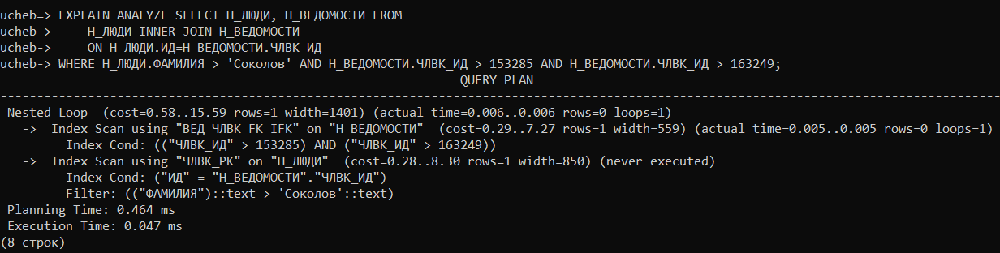 ucheb=> EXPLAIN ANALYZE SELECT Н_ЛЮДИ, Н_ВЕДОМОСТИ FROM
ucheb->     Н_ЛЮДИ INNER JOIN Н_ВЕДОМОСТИ
ucheb->     ON Н_ЛЮДИ.ИД=Н_ВЕДОМОСТИ.ЧЛВК_ИД
ucheb-> WHERE Н_ЛЮДИ.ФАМИЛИЯ > 'Соколов' AND Н_ВЕДОМОСТИ.ЧЛВК_ИД > 153285 AND Н_ВЕДОМОСТИ.ЧЛВК_ИД > 163249;
QUERY PLAN
-----------------------------------------------------------------------------------------------------------------------------------------
Nested Loop  (cost=0.58..15.59 rows=1 width=1401) (actual time=0.006..0.006 rows=0 loops=1)
  ->  Index Scan using "ВЕД_ЧЛВК_FK_IFK" on "Н_ВЕДОМОСТИ"  (cost=0.29..7.27 rows=1 width=559) (actual time=0.005..0.005 rows=0 loops=1)
        Index Cond: (("ЧЛВК_ИД" > 153285) AND ("ЧЛВК_ИД" > 163249))
  ->  Index Scan using "ЧЛВК_PK" on "Н_ЛЮДИ"  (cost=0.28..8.30 rows=1 width=850) (never executed)
        Index Cond: ("ИД" = "Н_ВЕДОМОСТИ"."ЧЛВК_ИД")
        Filter: (("ФАМИЛИЯ")::text > 'Соколов'::text)
Planning Time: 0.464 ms
Execution Time: 0.047 ms
(8 строк)